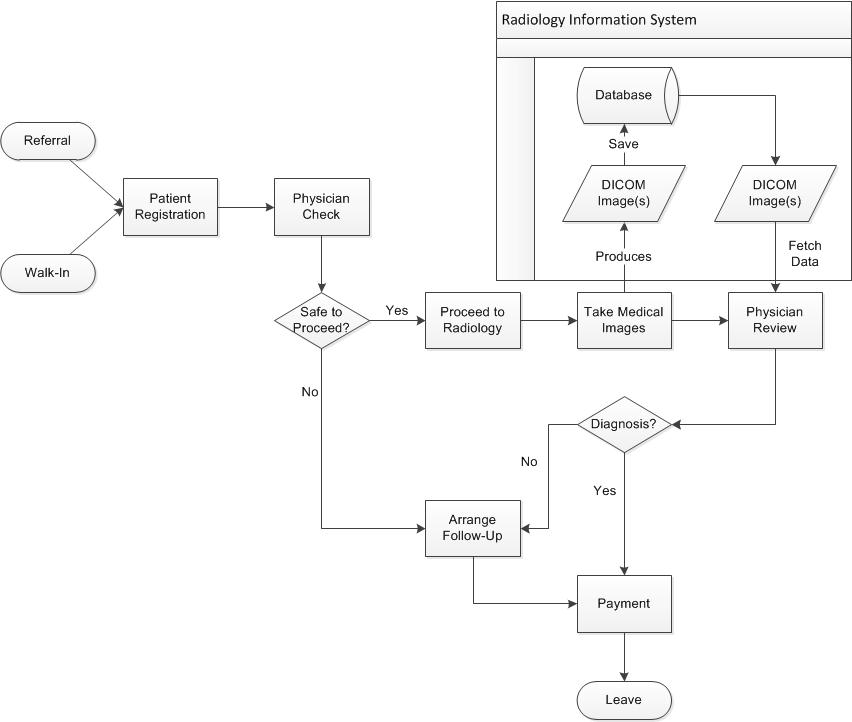 Radiology Information System
Database
Save
DICOM
Image(s)
DICOM
Image(s)
Produces
Fetch
Data
Referral
Walk-In
Patient
Registration
Physician
Check
Safe to
Proceed?
Yes
No
Proceed to
Radiology
Take Medical
Images
Physician
Review
Diagnosis?
No
Yes
Arrange
Follow-Up
Payment
Leave